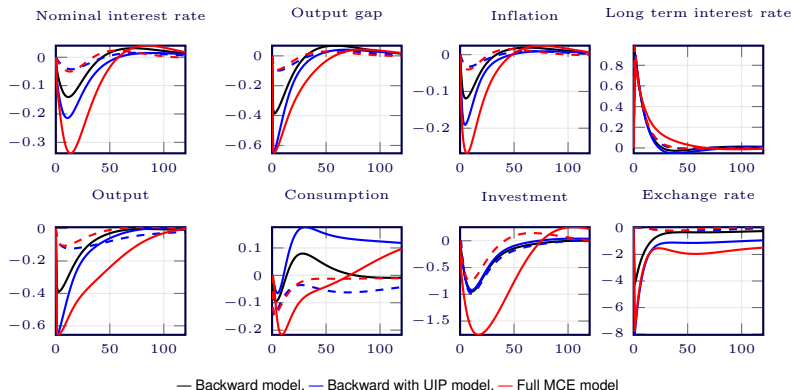 Nominal interest rate
Output gap
Inflation
Long term interest rate
0
−0.1
−0.2
−0.3
0 50 100
0
−0.2
−0.4
−0.6
0 50 100
0
−0.1
−0.2
0 50 100
0.8
0.6
0.4
0.2
0
0 50 100
Output
Consumption
Investment
Exchange rate
0
−0.2
−0.4
−0.6
0 50 100
0.1
0
−0.1
−0.2
0 50 100
0.5
0
−0.5
−1
−1.5
0 50 100
0
−2
−4
−6
−8
0 50 100
— Backward model, — Backward with UIP model, — Full MCE model